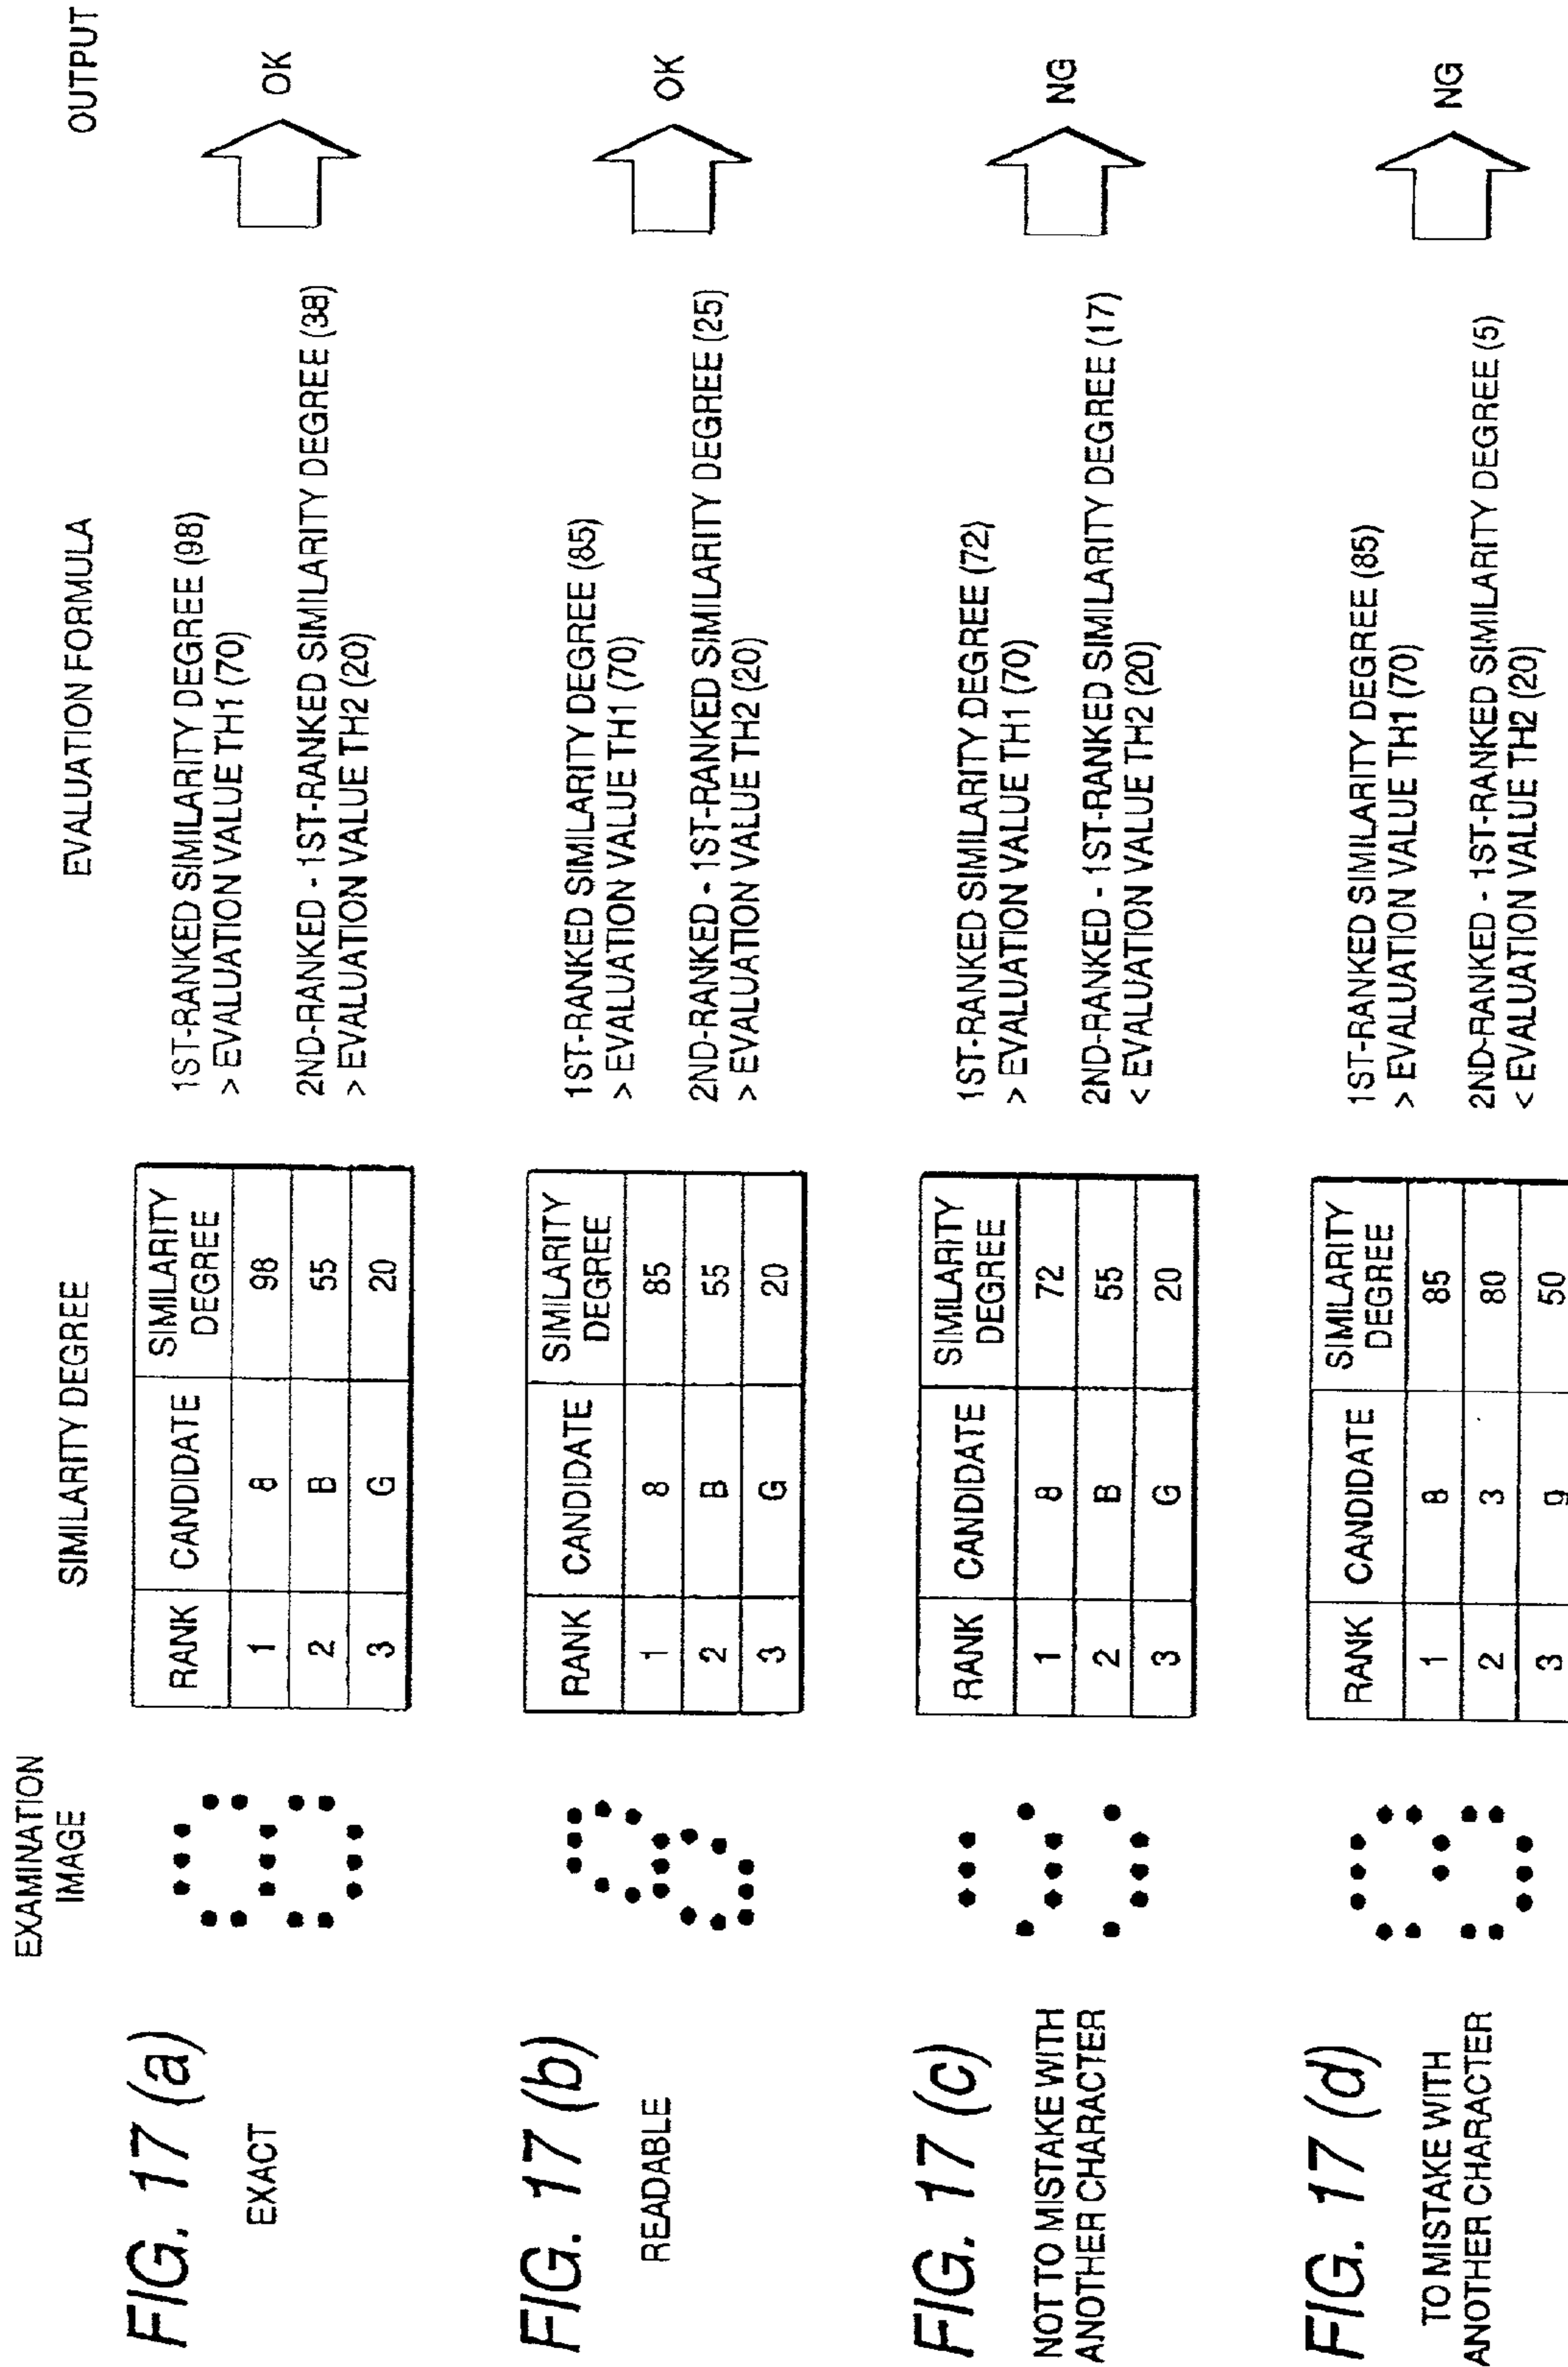 EXAMINATION
IMAGE
SIMILARITY DEGREE
EVALUATION FORMULA
OUTPUT
FIG. 17 (a)
EXACT
RANK CANDIDATE SIMILARITY DEGREE
1 8 98
2 B 55
3 G 20
1ST-RANKED SIMILARITY DEGREE (98)
> EVALUATION VALUE TH1 (70)
2ND-RANKED - 1ST-RANKED SIMILARITY DEGREE (38)
> EVALUATION VALUE TH2 (20)
OK
FIG. 17 (b)
READABLE
RANK CANDIDATE SIMILARITY DEGREE
1 8 85
2 B 55
3 G 20
1ST-RANKED SIMILARITY DEGREE (85)
> EVALUATION VALUE TH1 (70)
2ND-RANKED - 1ST-RANKED SIMILARITY DEGREE (25)
> EVALUATION VALUE TH2 (20)
OK
FIG. 17 (c)
NOT TO MISTAKE WITH
ANOTHER CHARACTER
RANK CANDIDATE SIMILARITY DEGREE
1 8 72
2 B 55
3 G 20
1ST-RANKED SIMILARITY DEGREE (72)
> EVALUATION VALUE TH1 (70)
2ND-RANKED - 1ST-RANKED SIMILARITY DEGREE (17)
< EVALUATION VALUE TH2 (20)
NG
FIG. 17 (d)
TO MISTAKE WITH
ANOTHER CHARACTER
RANK CANDIDATE SIMILARITY DEGREE
1 8 85
2 3 80
3 9 50
1ST-RANKED SIMILARITY DEGREE (85)
> EVALUATION VALUE TH1 (70)
2ND-RANKED - 1ST-RANKED SIMILARITY DEGREE (5)
< EVALUATION VALUE TH2 (20)
NG